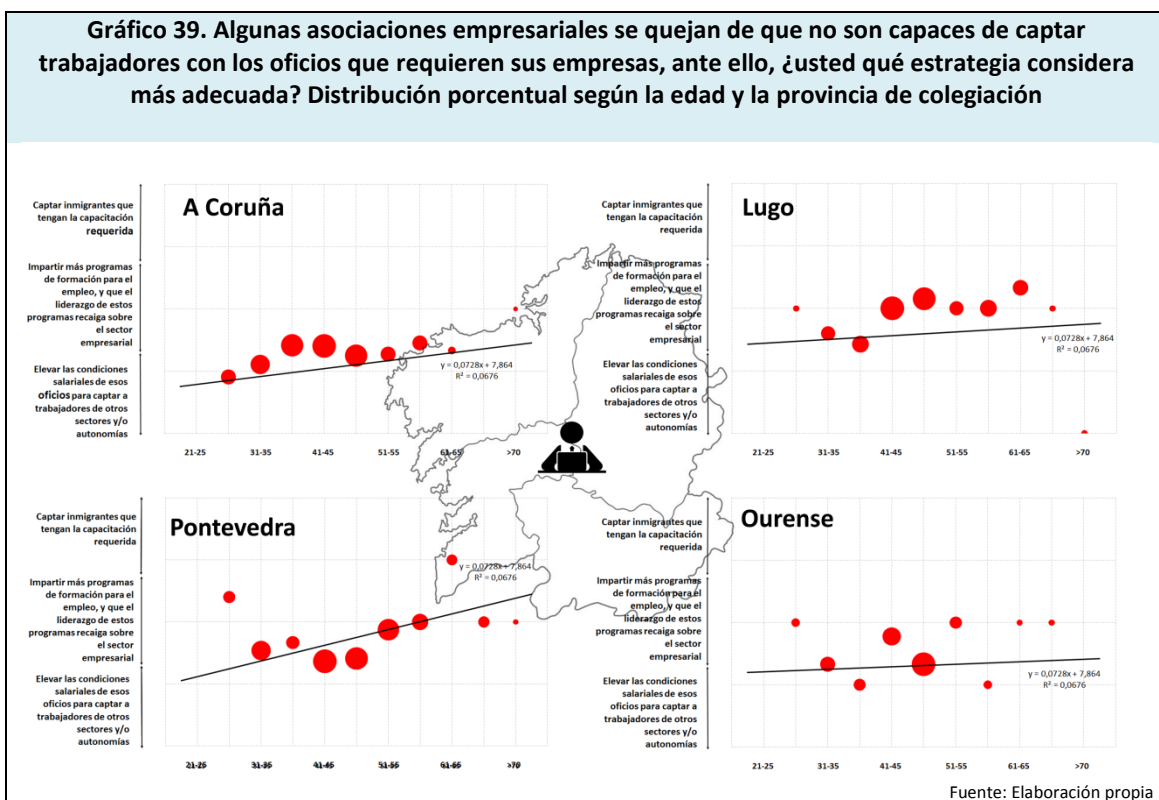 Gráfico 39. Algunas asociaciones empresariales se quejan de que no son capaces de captar
trabajadores con los oficios que requieren sus empresas, ante ello, ¿usted qué estrategia considera
más adecuada? Distribución porcentual según la edad y la provincia de colegiación
A Coruña
Captar inmigrantes que
tengan la capacitación
requerida
Impartir más programas
de formación para el
empleo, y que el
liderazgo de estos
programas recaiga sobre
el sector
empresarial
Elevar las condiciones
salariales de esos
oficios para captar a
trabajadores de otros
sectores y/o
autonomías
y = 0,0728x + 7,864
R² = 0,0676
21-25 31-35 41-45 51-55 61-65 >70
Lugo
Captar inmigrantes que
tengan la capacitación
requerida
Impartir más programas
de formación para el
empleo, y que el
liderazgo de estos
programas recaiga sobre
el sector
empresarial
Elevar las condiciones
salariales de esos
oficios para captar a
trabajadores de otros
sectores y/o
autonomías
y = 0,0728x + 7,864
R² = 0,0676
21-25 31-35 41-45 51-55 61-65 >70
Pontevedra
Captar inmigrantes que
tengan la capacitación
requerida
Impartir más programas
de formación para el
empleo, y que el
liderazgo de estos
programas recaiga sobre
el sector
empresarial
Elevar las condiciones
salariales de esos
oficios para captar a
trabajadores de otros
sectores y/o
autonomías
y = 0,0728x + 7,864
R² = 0,0676
21-25 31-35 41-45 51-55 61-65 >70
Ourense
Captar inmigrantes que
tengan la capacitación
requerida
Impartir más programas
de formación para el
empleo, y que el
liderazgo de estos
programas recaiga sobre
el sector
empresarial
Elevar las condiciones
salariales de esos
oficios para captar a
trabajadores de otros
sectores y/o
autonomías
y = 0,0728x + 7,864
R² = 0,0676
21-25 31-35 41-45 51-55 61-65 >70
Fuente: Elaboración propia